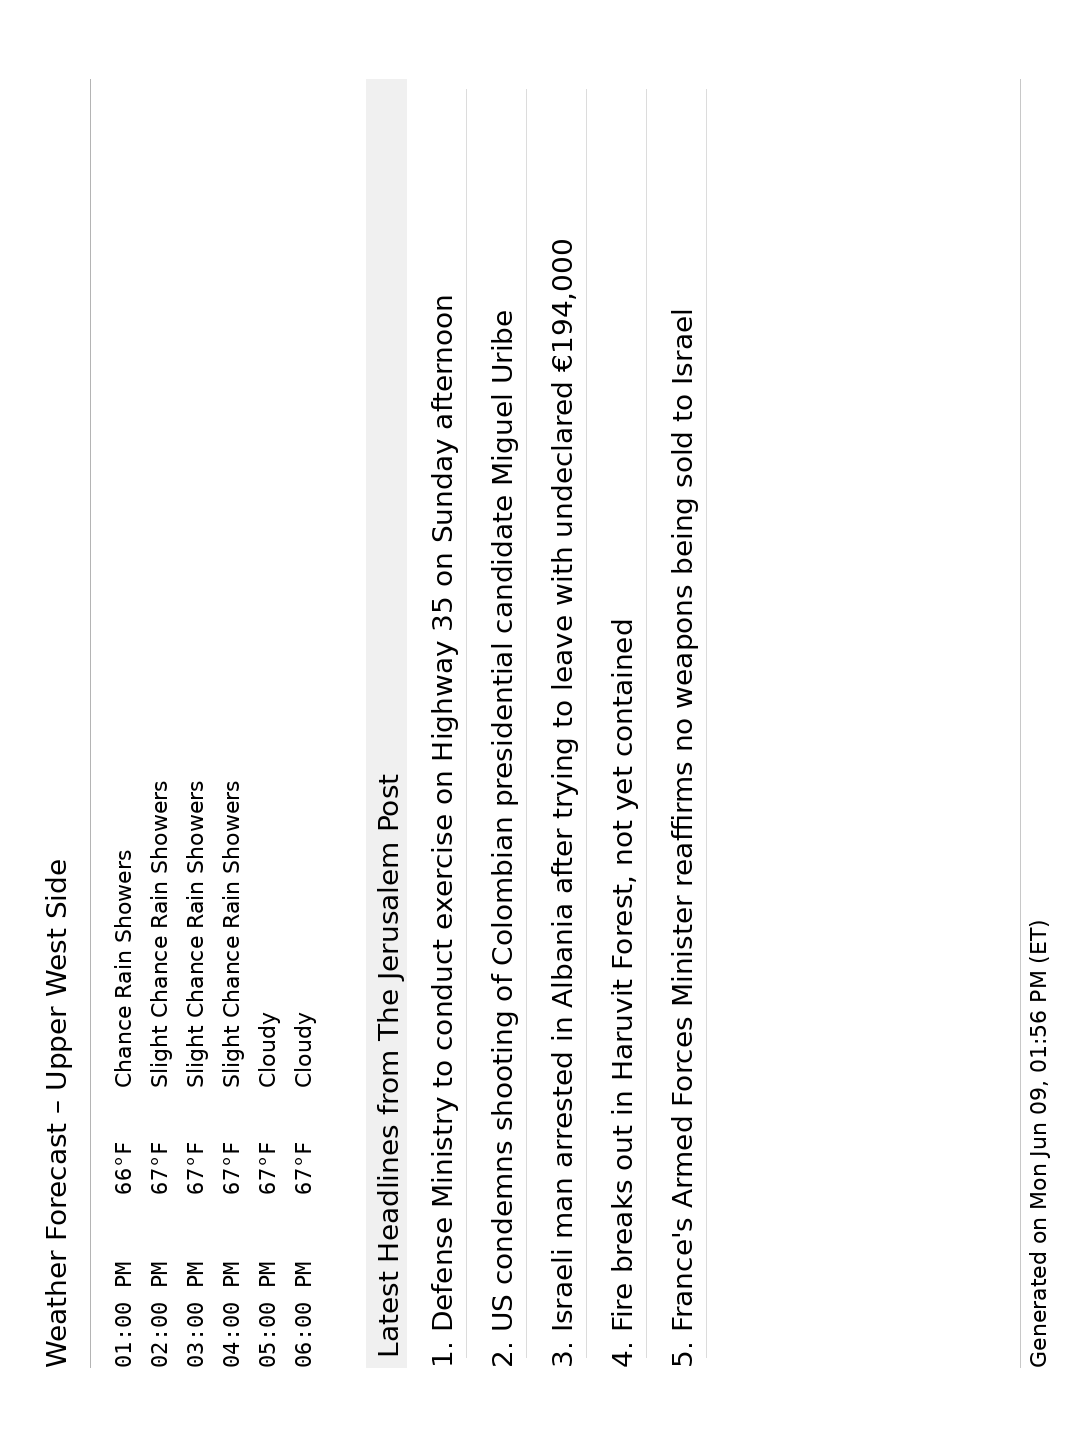 Weather Forecast – Upper West Side
01:00 PM 66°F Chance Rain Showers
02:00 PM 67°F Slight Chance Rain Showers
03:00 PM 67°F Slight Chance Rain Showers
04:00 PM 67°F Slight Chance Rain Showers
05:00 PM 67°F Cloudy
06:00 PM 67°F Cloudy
Latest Headlines from The Jerusalem Post
1. Defense Ministry to conduct exercise on Highway 35 on Sunday afternoon
2. US condemns shooting of Colombian presidential candidate Miguel Uribe
3. Israeli man arrested in Albania after trying to leave with undeclared €194,000
4. Fire breaks out in Haruvit Forest, not yet contained
5. France's Armed Forces Minister reaffirms no weapons being sold to Israel
Generated on Mon Jun 09, 01:56 PM (ET)